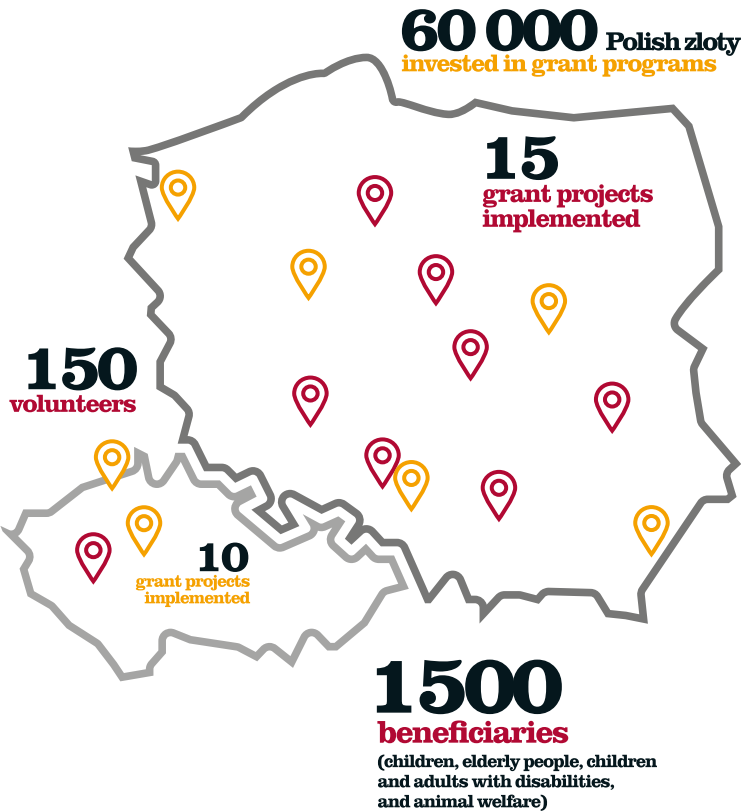 60 000 Polish zloty
invested in grant programs
15
grant projects
implemented
150
volunteers
10
grant projects
implemented
1500
beneficiaries
(children, elderly people, children
and adults with disabilities,
and animal welfare)